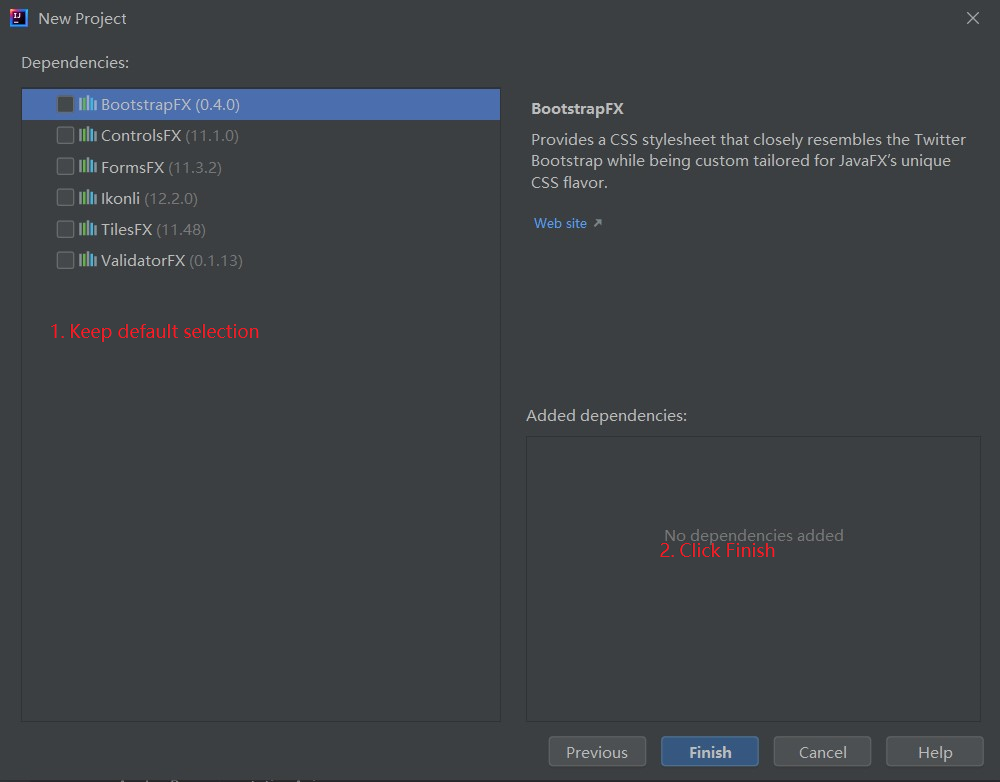 New Project
Dependencies:
BootstrapFX (0.4.0)
ControlsFX (11.1.0)
FormsFX (11.3.2)
Ikonli (12.2.0)
TilesFX (11.48)
ValidatorFX (0.1.13)
1. Keep default selection
BootstrapFX
Provides a CSS stylesheet that closely resembles the Twitter
Bootstrap while being custom tailored for JavaFX's unique
CSS flavor.
Web site ↗
Added dependencies:
No dependencies added
2. Click Finish
Previous
Finish
Cancel
Help